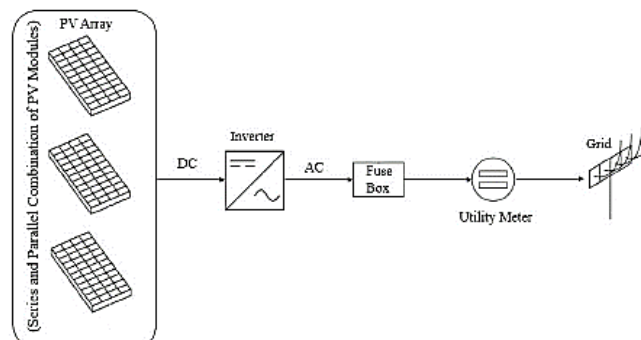 PV Array
(Series and Parallel Combination of PV Modules)
DC
Inverter
AC
Fuse
Box
Utility Meter
Grid